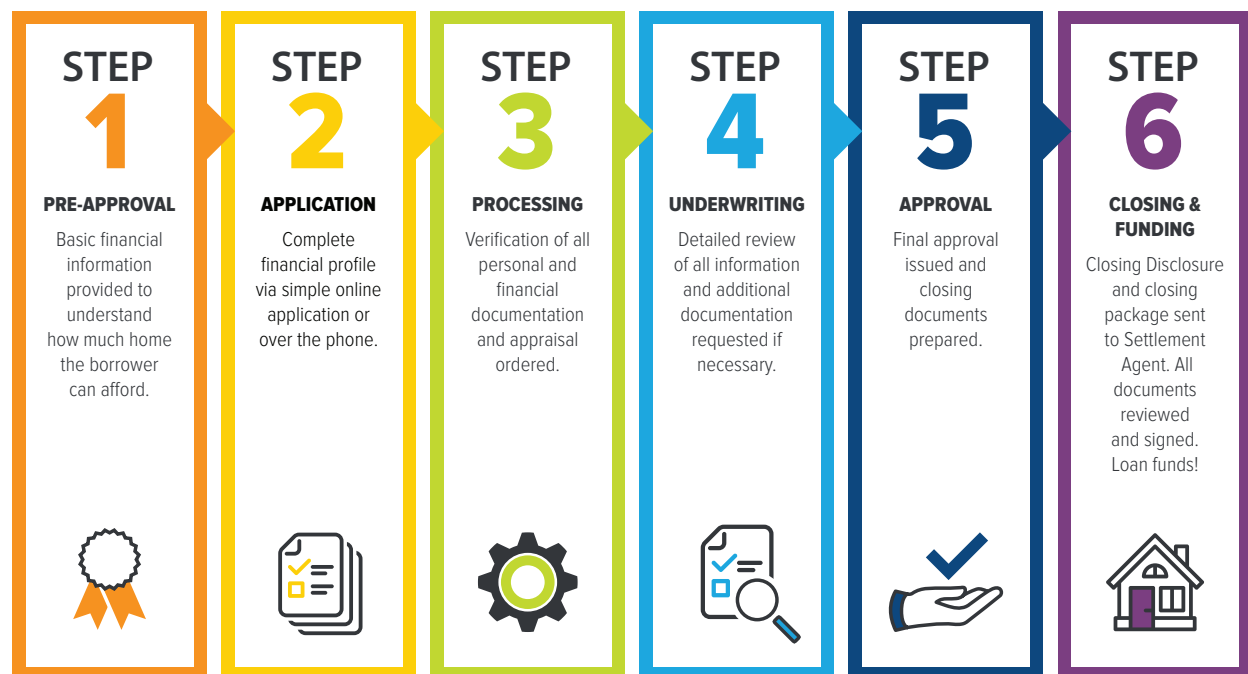 STEP
1
PRE-APPROVAL
Basic financial
information
provided to
understand
how much home
the borrower
can afford.
STEP
2
APPLICATION
Complete
financial profile
via simple online
application or
over the phone.
STEP
3
PROCESSING
Verification of all
personal and
financial
documentation
and appraisal
ordered.
STEP
4
UNDERWRITING
Detailed review
of all information
and additional
documentation
requested if
necessary.
STEP
5
APPROVAL
Final approval
issued and
closing
documents
prepared.
STEP
6
CLOSING &
FUNDING
Closing Disclosure
and closing
package sent
to Settlement
Agent. All
documents
reviewed
and signed.
Loan funds!